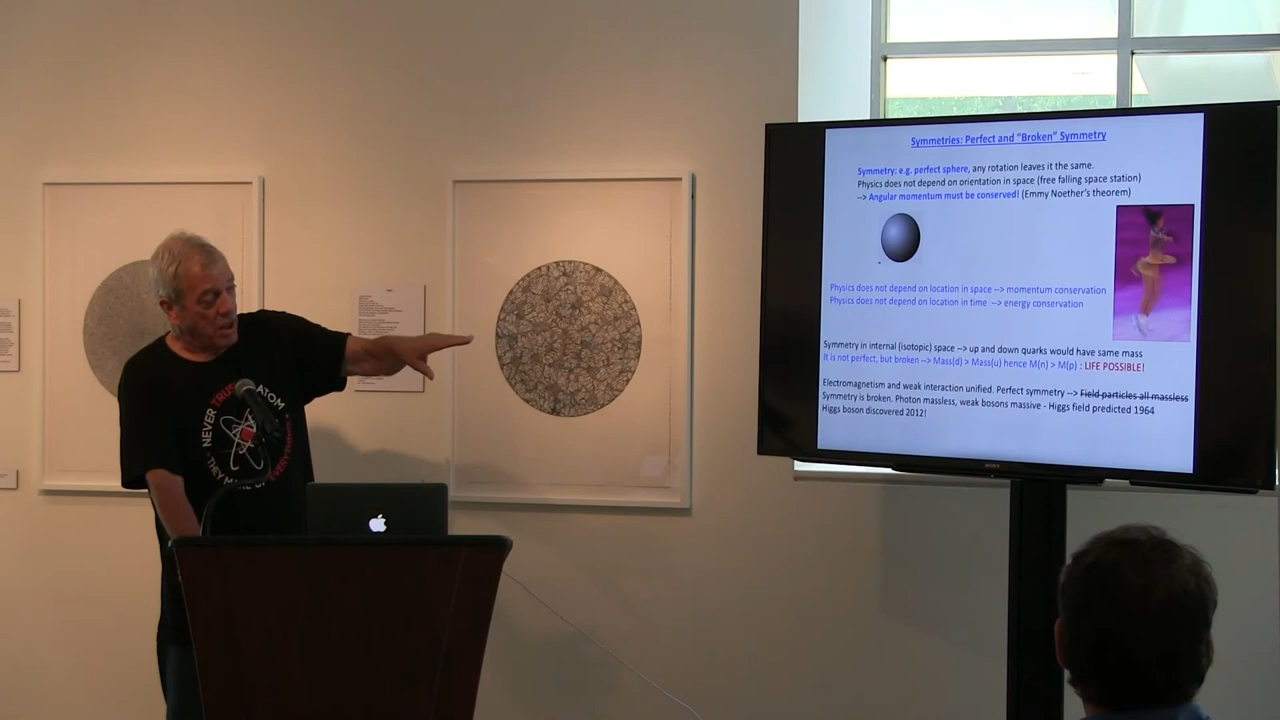 Symmetries: Perfect and "Broken" Symmetry
Symmetry: e.g. perfect sphere, any rotation leaves it the same.
Physics does not depend on orientation in space (free falling space station)
--> Angular momentum must be conserved! (Emmy Noether's theorem)
Physics does not depend on location in space --> momentum conservation
Physics does not depend on location in time --> energy conservation
Symmetry in internal (isotopic) space --> up and down quarks would have same mass
It is not perfect, but broken --> Mass(d) > Mass(u) hence M(n) > M(p) : LIFE POSSIBLE!
Electromagnetism and weak interaction unified. Perfect symmetry --> Field particles all massless
Symmetry is broken. Photon massless, weak bosons massive - Higgs field predicted 1964
Higgs boson discovered 2012!
SONY
NEVER TRUST ATOM
THEY MAKE UP EVERYTHING